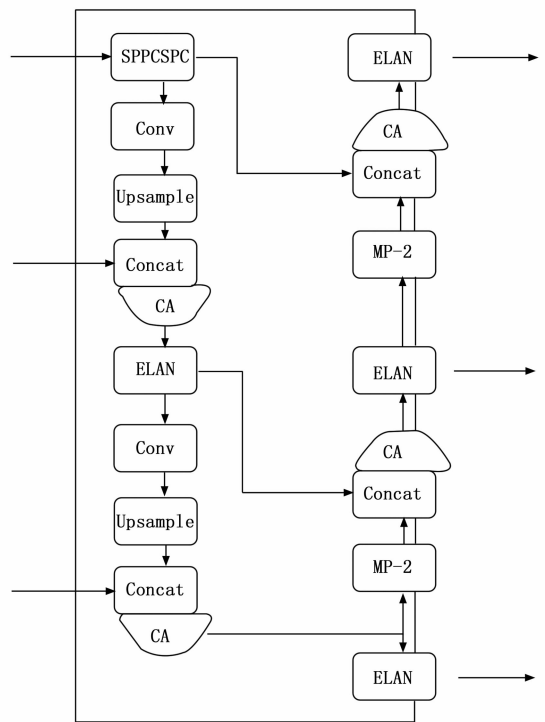 SPPCSPC
Conv
Upsample
Concat
CA
ELAN
Conv
Upsample
Concat
CA
ELAN
CA
Concat
MP-2
ELAN
CA
Concat
MP-2
ELAN